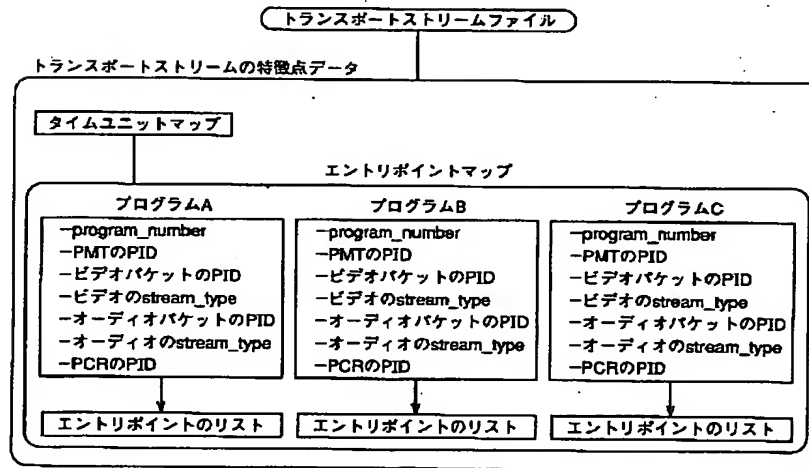 トランスポートストリームファイル
トランスポートストリームの特徴点データ
タイムユニットマップ
エントリポイントマップ
プログラムA
－program_number
－PMTのPID
－ビデオパケットのPID
－ビデオのstream_type
－オーディオパケットのPID
－オーディオのstream_type
－PCRのPID
エントリポイントのリスト
プログラムB
－program_number
－PMTのPID
－ビデオパケットのPID
－ビデオのstream_type
－オーディオパケットのPID
－オーディオのstream_type
－PCRのPID
エントリポイントのリスト
プログラムC
－program_number
－PMTのPID
－ビデオパケットのPID
－ビデオのstream_type
－オーディオパケットのPID
－オーディオのstream_type
－PCRのPID
エントリポイントのリスト